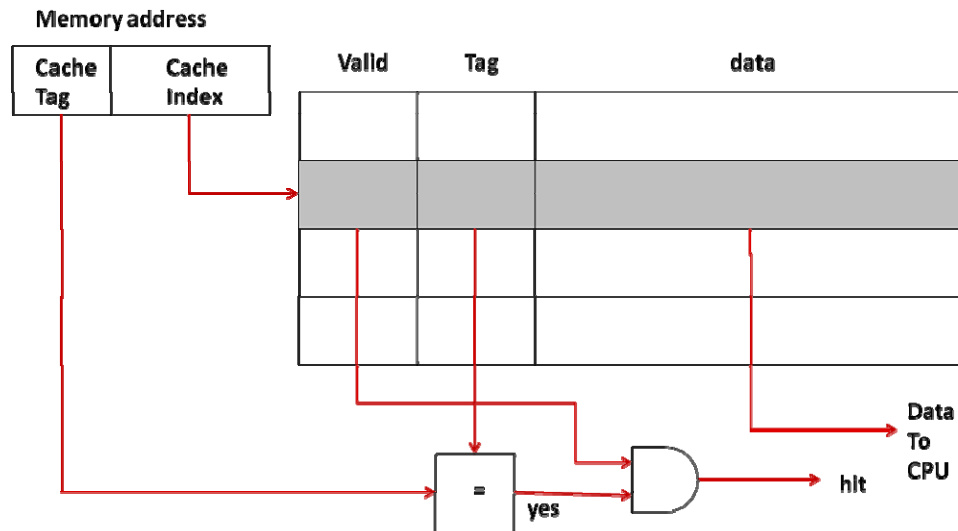 Memory address
Cache
Tag
Cache
Index
Valid
Tag
data
Data
To
CPU
=
yes
hit